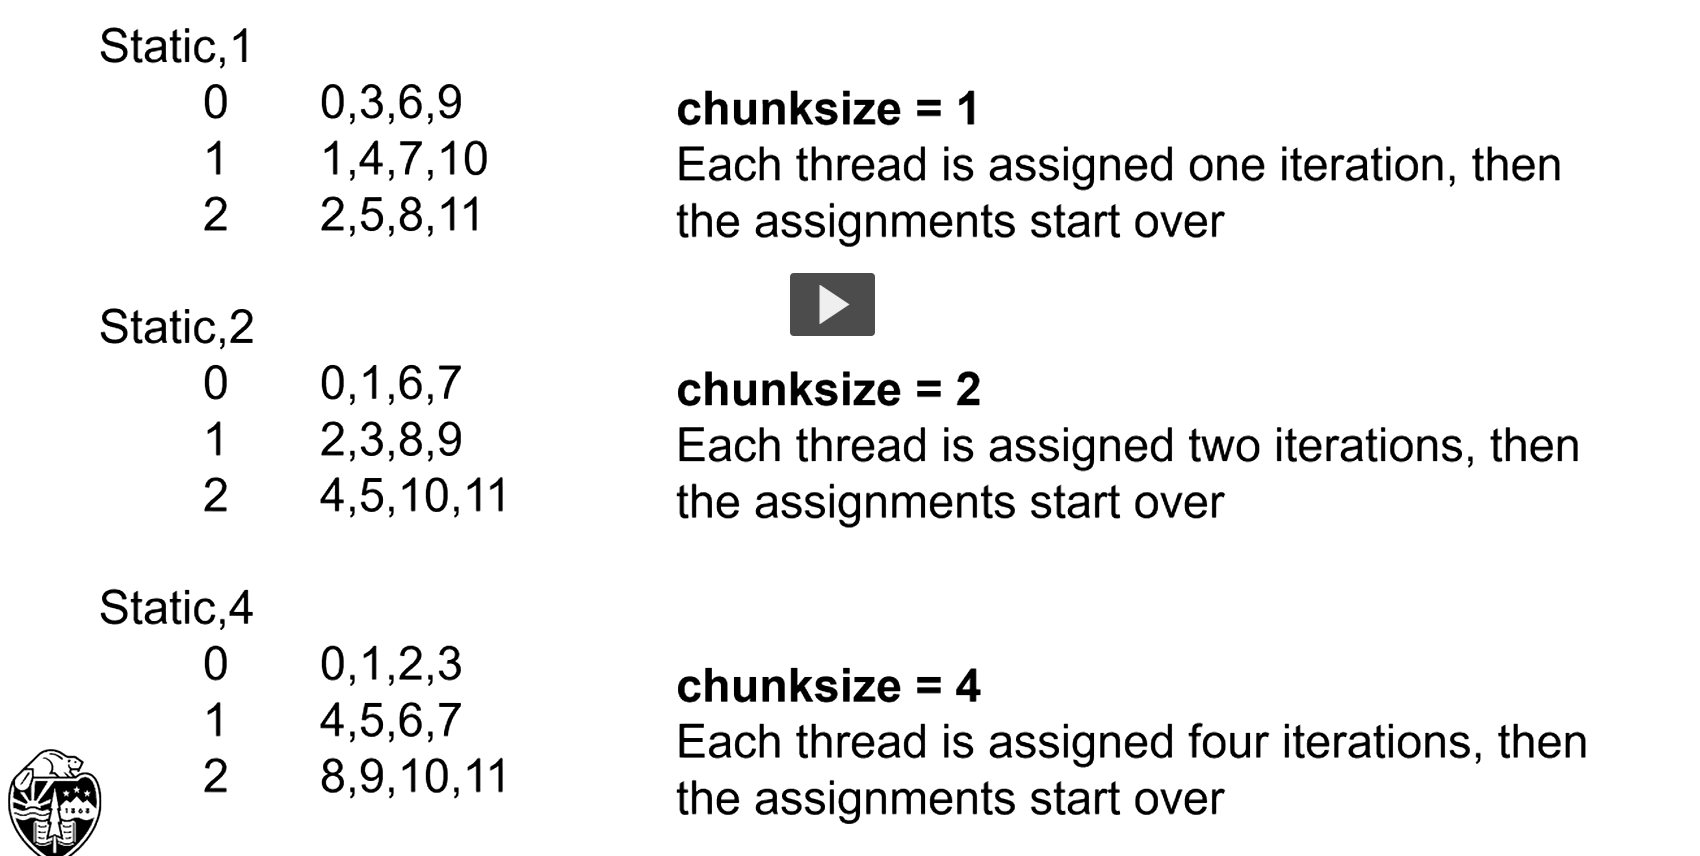 Static,1
0 0,3,6,9
1 1,4,7,10
2 2,5,8,11
chunksize = 1
Each thread is assigned one iteration, then
the assignments start over
Static,2
0 0,1,6,7
1 2,3,8,9
2 4,5,10,11
chunksize = 2
Each thread is assigned two iterations, then
the assignments start over
Static,4
0 0,1,2,3
1 4,5,6,7
2 8,9,10,11
chunksize = 4
Each thread is assigned four iterations, then
the assignments start over
1868